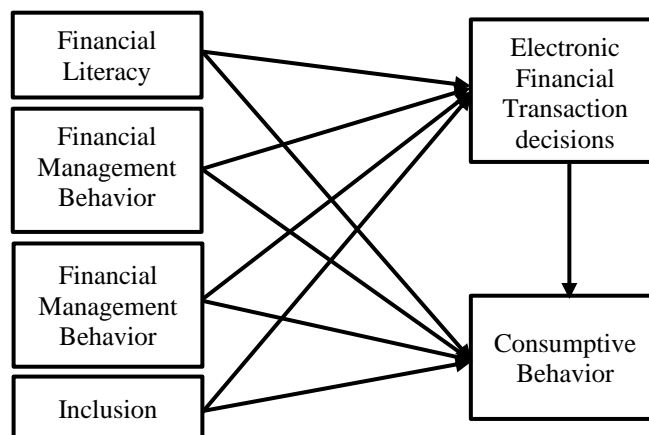 Financial
Literacy
Financial
Management
Behavior
Financial
Management
Behavior
Inclusion
Electronic
Financial
Transaction
decisions
Consumptive
Behavior